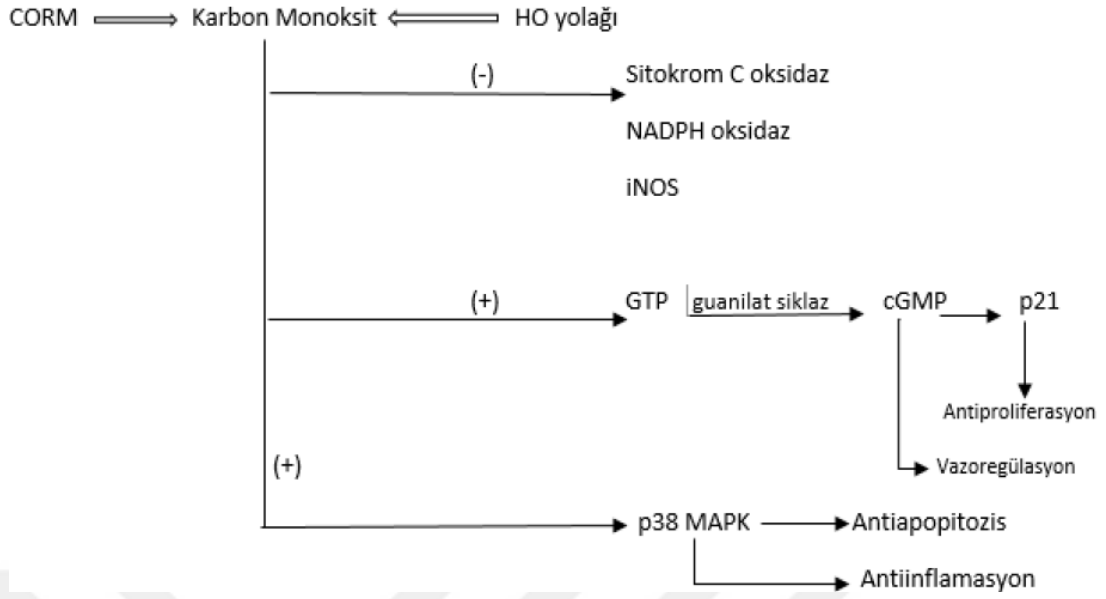 CORM Karbon Monoksit HO yolağı
(-) Sitokrom C oksidaz
NADPH oksidaz
iNOS
(+) GTP guanilat siklaz cGMP p21
Antiproliferasyon
(+) Vazoregülasyon
p38 MAPK Antiapopitozis
Antiinflamasyon